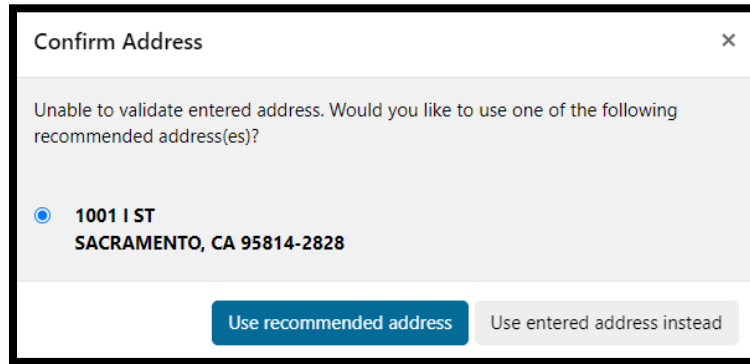 Confirm Address ×
Unable to validate entered address. Would you like to use one of the following
recommended address(es)?
1001 I ST
SACRAMENTO, CA 95814-2828
Use recommended address Use entered address instead